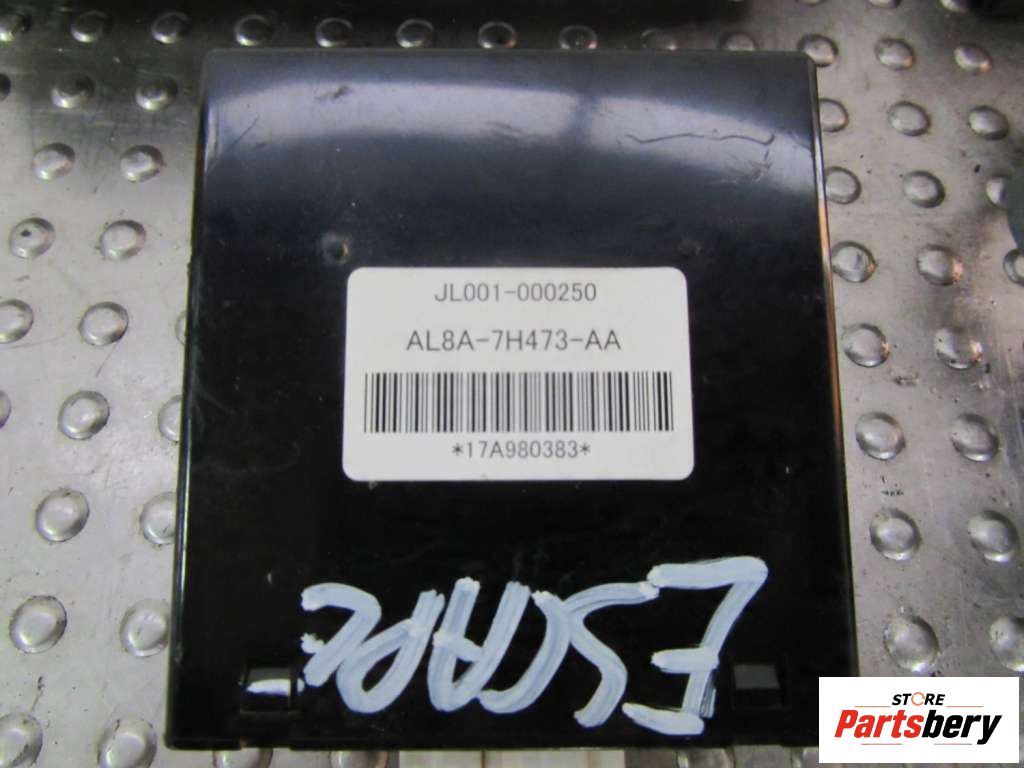 JL001-000250
AL8A-7H473-AA
*17A980383*
ESCAPE
STORE
Partsbery